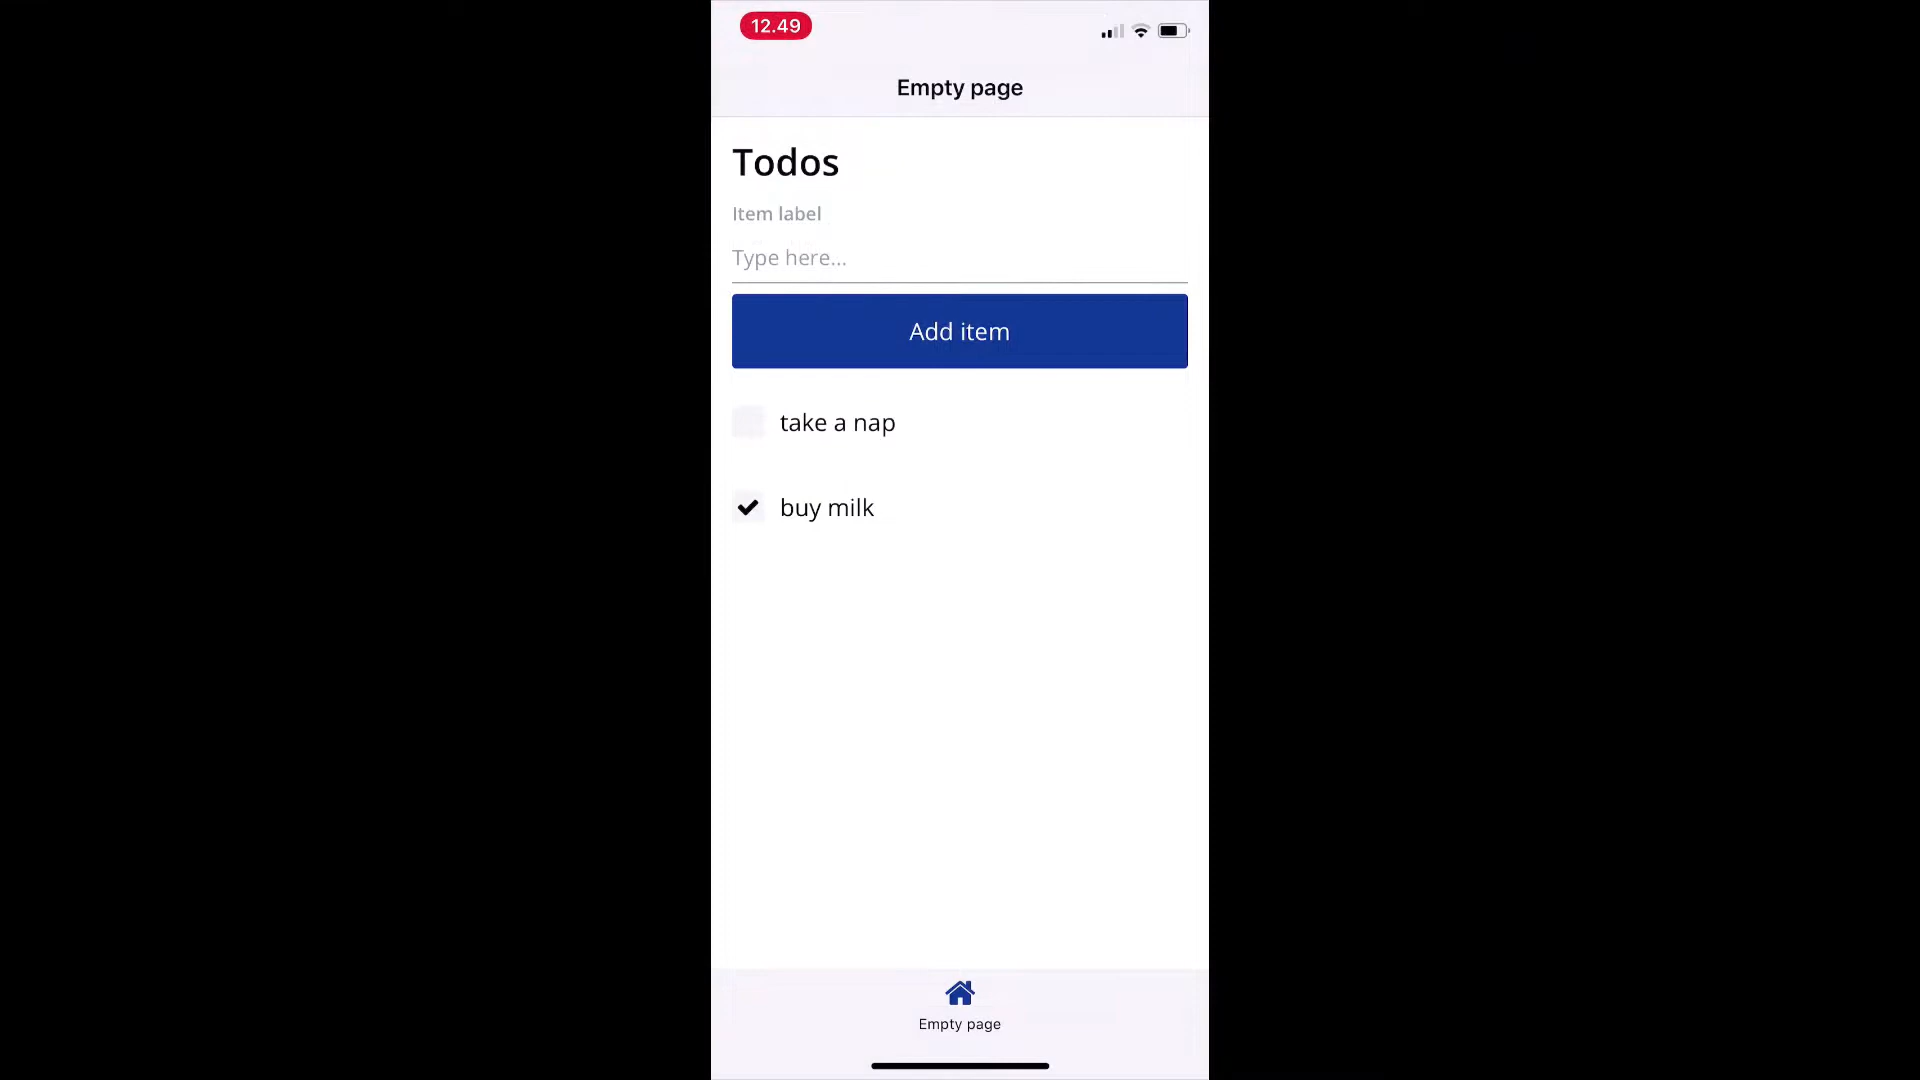 12.49
Empty page
Todos
Item label
Type here...
Add item
take a nap
buy milk
Empty page